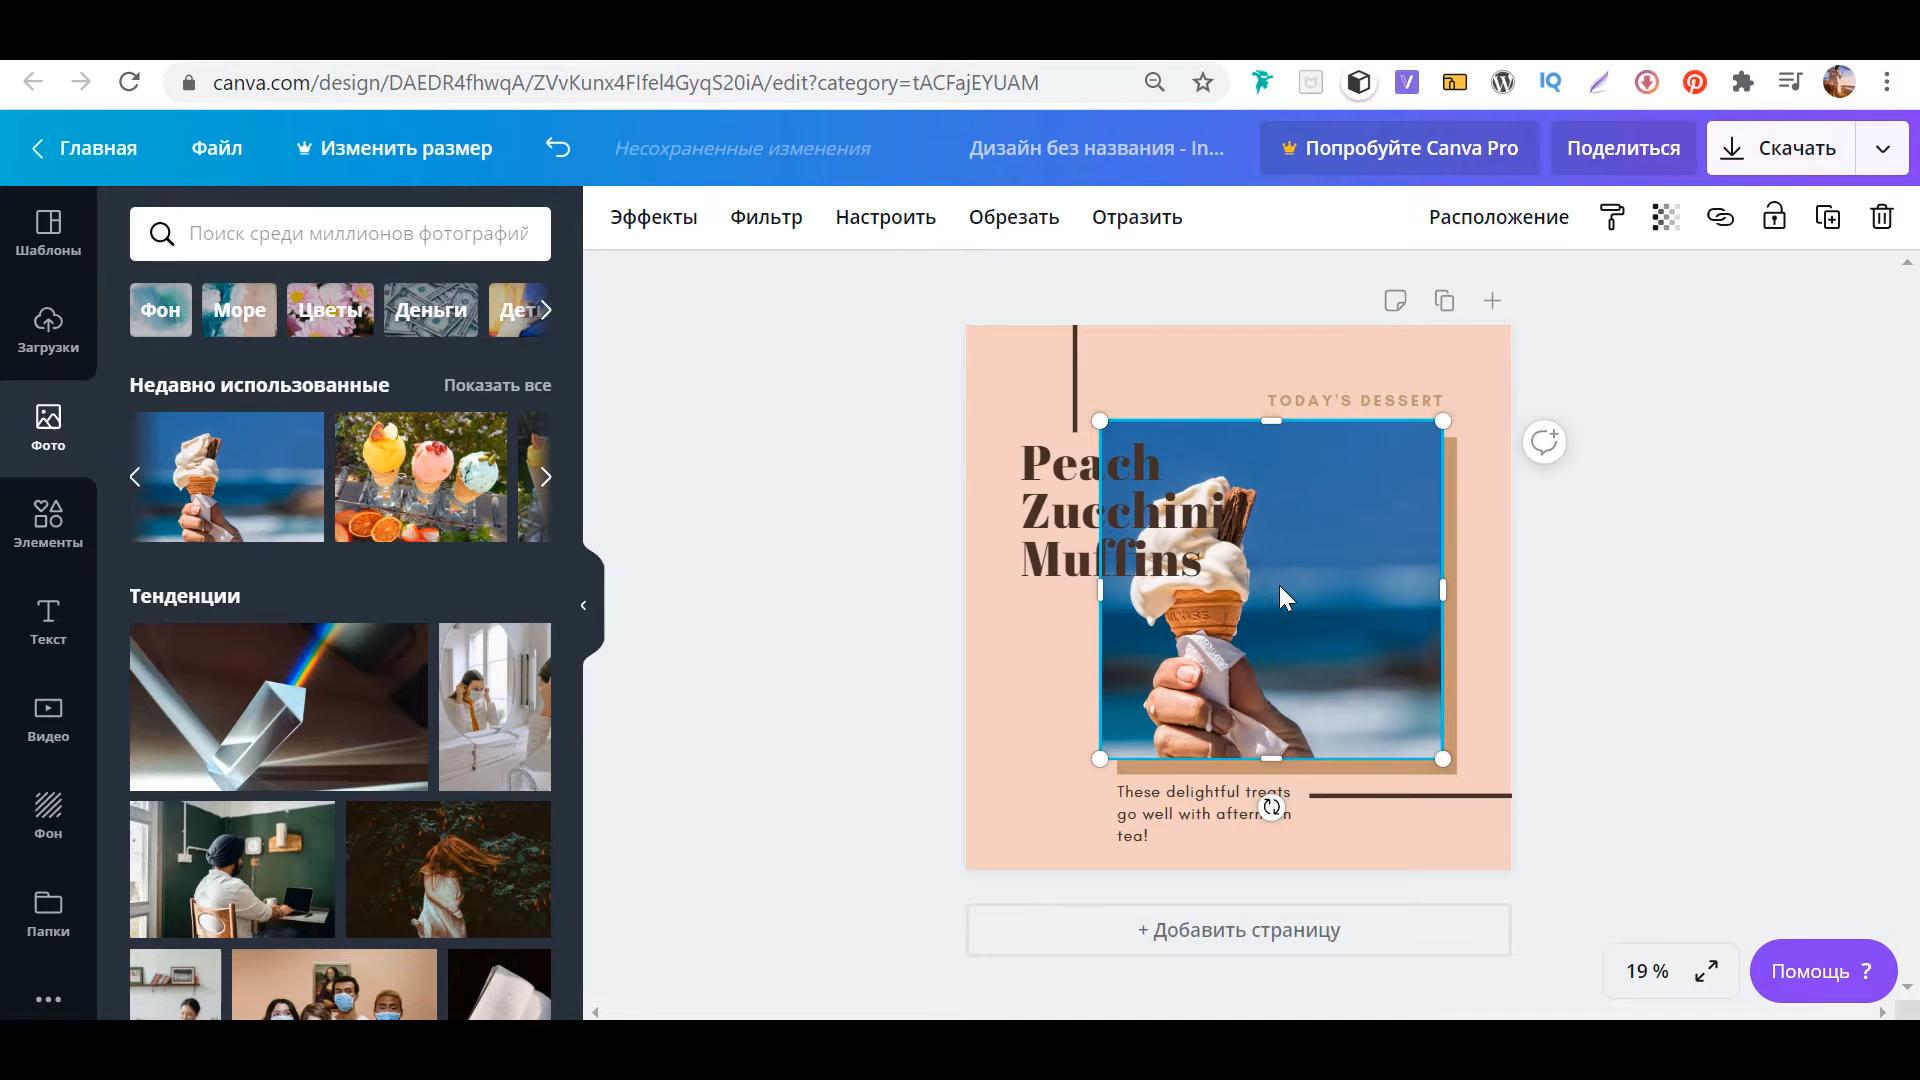 canva.com/design/DAEDR4fhwqA/ZVvKunx4FIfel4GyqS20iA/edit?category=tACFajEYUAM
Главная
Файл
Изменить размер
Несохраненные изменения
Дизайн без названия - In...
Попробуйте Canva Pro
Поделиться
Скачать
Шаблоны
Загрузки
Фото
Элементы
Текст
Видео
Фон
Папки
Поиск среди миллионов фотографий
Фон
Море
Цветы
Деньги
Дет
Недавно использованные
Показать все
Тенденции
Эффекты
Фильтр
Настроить
Обрезать
Отразить
Расположение
TODAY'S DESSERT
Peach
Zucchini
Muffins
These delightful treats
go well with afternoon
tea!
+ Добавить страницу
19 %
Помощь ?